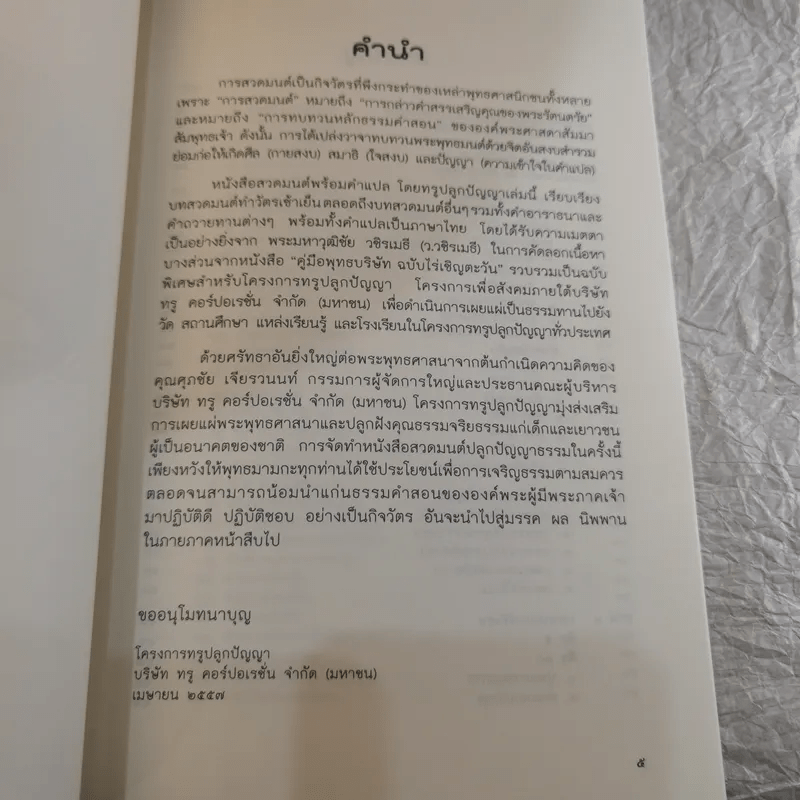 คำนำ
การสวดมนต์เป็นกิจวัตรที่พึงกระทำของเหล่าพุทธศาสนิกชนทั้งหลาย
เพราะ "การสวดมนต์" หมายถึง "การกล่าวคำสรรเสริญคุณของพระรัตนตรัย"
และหมายถึง "การทบทวนหลักธรรมคำสอน" ขององค์พระศาสดาสัมมา
สัมพุทธเจ้า ดังนั้น การได้เปล่งวาจาทบทวนพระพุทธมนต์ด้วยจิตอันสงบสำรวม
ย่อมก่อให้เกิดศีล (กายสงบ) สมาธิ (ใจสงบ) และปัญญา (ความเข้าใจในคำแปล)
หนังสือสวดมนต์พร้อมคำแปล โดยทรูปลูกปัญญาเล่มนี้ เรียบเรียง
บทสวดมนต์ทำวัตรเช้าเย็น ตลอดถึงบทสวดมนต์อื่นๆ รวมทั้งคำอาราธนาและ
คำถวายทานต่างๆ พร้อมทั้งคำแปลเป็นภาษาไทย โดยได้รับความเมตตา
เป็นอย่างยิ่งจาก พระมหาวุฒิชัย วชิรเมธี (ว.วชิรเมธี) ในการคัดลอกเนื้อหา
บางส่วนจากหนังสือ "คู่มือพุทธบริษัท ฉบับไร่เชิญตะวัน" รวบรวมเป็นฉบับ
พิเศษสำหรับโครงการทรูปลูกปัญญา โครงการเพื่อสังคมภายใต้บริษัท
ทรู คอร์ปอเรชั่น จำกัด (มหาชน) เพื่อดำเนินการเผยแผ่เป็นธรรมทานไปยัง
วัด สถานศึกษา แหล่งเรียนรู้ และโรงเรียนในโครงการทรูปลูกปัญญาทั่วประเทศ
ด้วยศรัทธาอันยิ่งใหญ่ต่อพระพุทธศาสนาจากต้นกำเนิดความคิดของ
คุณศุภชัย เจียรวนนท์ กรรมการผู้จัดการใหญ่และประธานคณะผู้บริหาร
บริษัท ทรู คอร์ปอเรชั่น จำกัด (มหาชน) โครงการทรูปลูกปัญญามุ่งส่งเสริม
การเผยแผ่พระพุทธศาสนาและปลูกฝังคุณธรรมจริยธรรมแก่เด็กและเยาวชน
ผู้เป็นอนาคตของชาติ การจัดทำหนังสือสวดมนต์ปลูกปัญญาธรรมในครั้งนี้
เพียงหวังให้พุทธมามกะทุกท่านได้ใช้ประโยชน์เพื่อการเจริญธรรมตามสมควร
ตลอดจนสามารถน้อมนำแก่นธรรมคำสอนขององค์พระผู้มีพระภาคเจ้า
มาปฏิบัติดี ปฏิบัติชอบ อย่างเป็นกิจวัตร อันจะนำไปสู่มรรค ผล นิพพาน
ในภายภาคหน้าสืบไป
ขออนุโมทนาบุญ
โครงการทรูปลูกปัญญา
บริษัท ทรู คอร์ปอเรชั่น จำกัด (มหาชน)
เมษายน ๒๕๕๗
๕